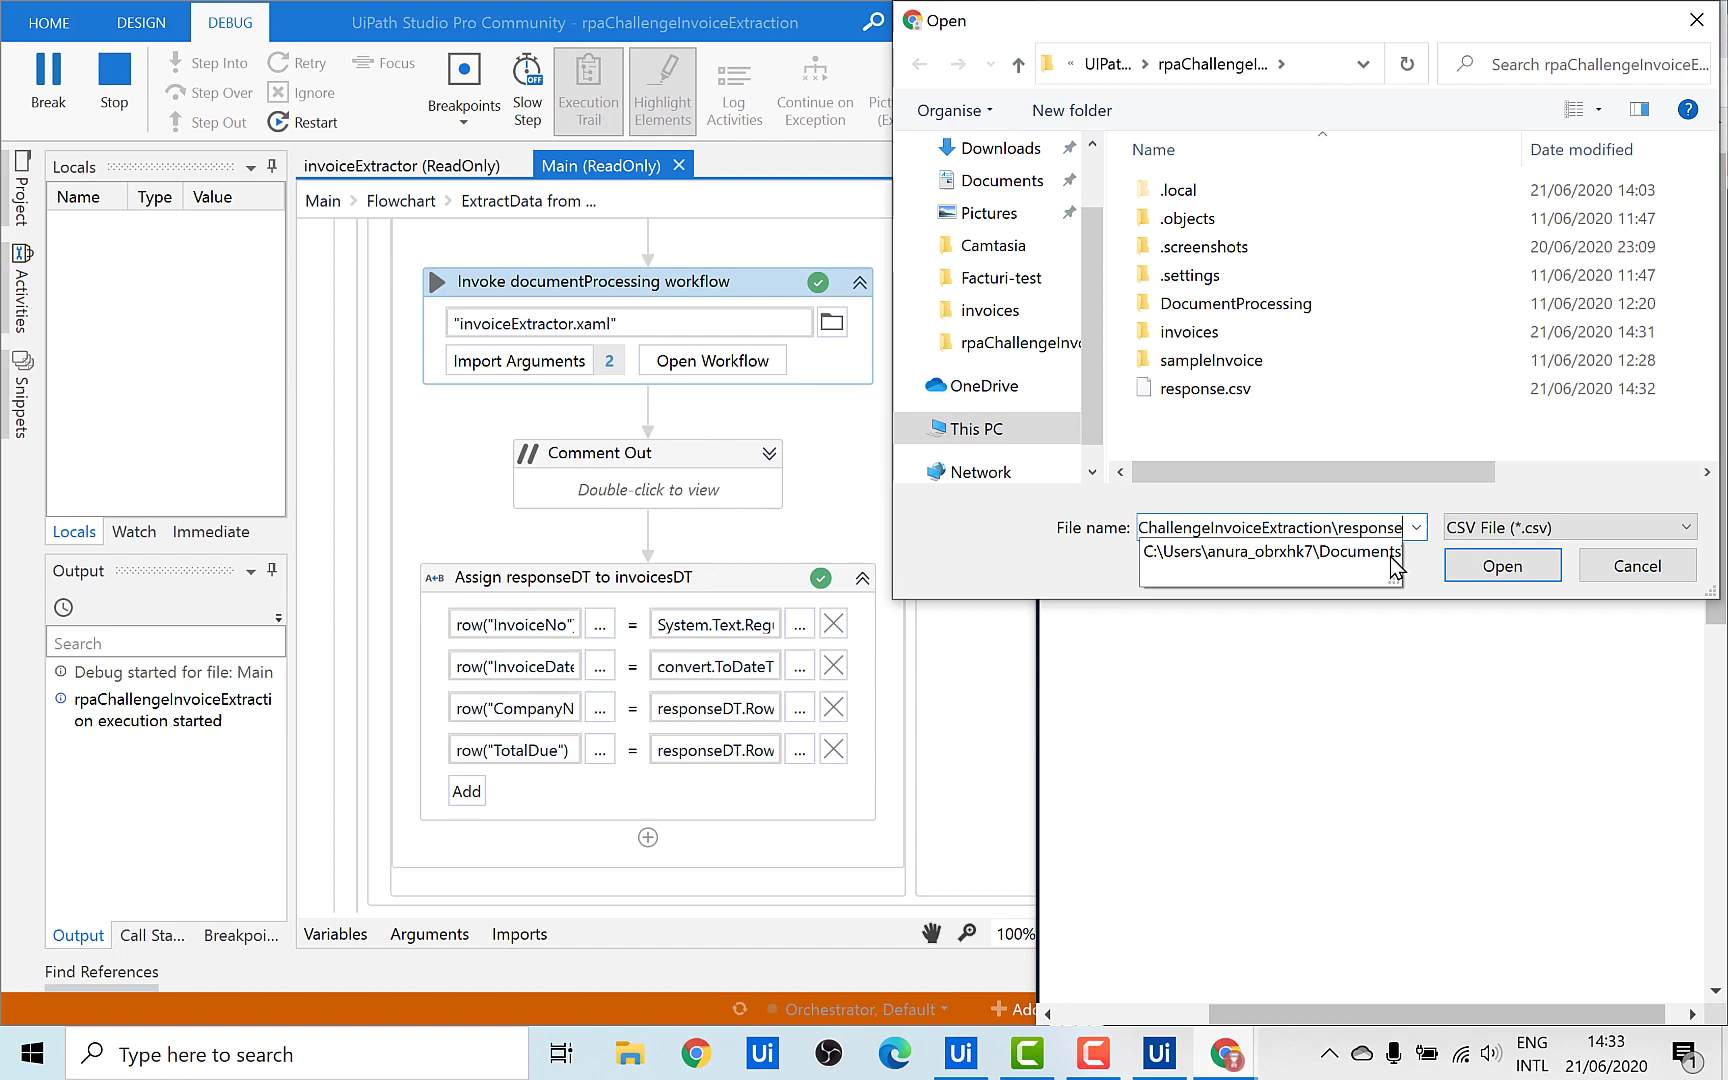 HOME
DESIGN
DEBUG
UiPath Studio Pro Community - rpaChallengeInvoiceExtraction
Break
Stop
Step Into
Step Over
Step Out
Retry
Ignore
Restart
Focus
Breakpoints
OFF
Slow
Step
Execution
Trail
Highlight
Elements
Log
Activities
Continue on
Exception
Pict
(E
Project
Activities
Snippets
Locals
Name
Type
Value
Locals
Watch
Immediate
Output
Search
Debug started for file: Main
rpaChallengeInvoiceExtracti
on execution started
Output
Call Sta...
Breakpoi...
Find References
invoiceExtractor (ReadOnly)
Main (ReadOnly)
Main
Flowchart
ExtractData from ...
Invoke documentProcessing workflow
"invoiceExtractor.xaml"
Import Arguments
2
Open Workflow
// Comment Out
Double-click to view
A+B Assign responseDT to invoicesDT
row("InvoiceNo" ... = System.Text.Regu ...
row("InvoiceDate ... = convert.ToDateT ...
row("CompanyN ... = responseDT.Row ...
row("TotalDue") ... = responseDT.Row ...
Add
Variables
Arguments
Imports
100%
Orchestrator, Default
Add
Open
« UIPat...
rpaChallengeI...
Search rpaChallengeInvoiceE...
Organise
New folder
?
Downloads
Documents
Pictures
Camtasia
Facturi-test
invoices
rpaChallengeInvo
OneDrive
This PC
Network
Name
Date modified
.local 21/06/2020 14:03
.objects 11/06/2020 11:47
.screenshots 20/06/2020 23:09
.settings 11/06/2020 11:47
DocumentProcessing 11/06/2020 12:20
invoices 21/06/2020 14:31
sampleInvoice 11/06/2020 12:28
response.csv 21/06/2020 14:32
File name:
ChallengeInvoiceExtraction\response
CSV File (*.csv)
C:\Users\anura_obrxhk7\Documents
Open
Cancel
Type here to search
Ui
Ui
Ui
ENG
INTL
14:33
21/06/2020
1